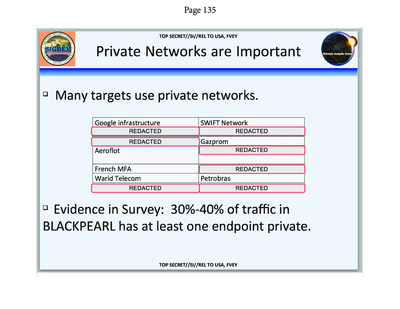 Page 135
TOP SECRET//SI//REL TO USA, FVEY
Private Networks are Important
Many targets use private networks.
Google infrastructure SWIFT Network
REDACTED REDACTED
REDACTED Gazprom
Aeroflot REDACTED
French MFA REDACTED
Warid Telecom Petrobras
REDACTED REDACTED
Evidence in Survey: 30%-40% of traffic in
BLACKPEARL has at least one endpoint private.
TOP SECRET//SI//REL TO USA, FVEY